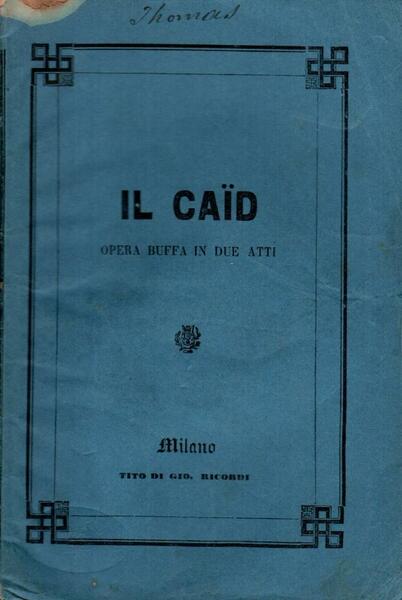 Thomas
IL CAÏD
OPERA BUFFA IN DUE ATTI
Milano
TITO DI GIO. RICORDI